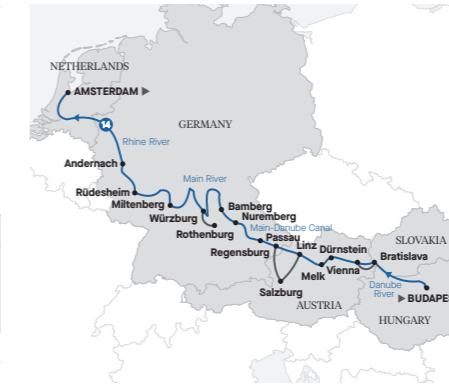 NETHERLANDS
AMSTERDAM
GERMANY
14
Rhine River
Andernach
Main River
Rüdesheim
Miltenberg
Bamberg
Würzburg
Nuremberg
Main-Danube Canal
Rothenburg
Passau
SLOVAKIA
Regensburg
Linz
Dürnstein
Bratislava
Melk
Vienna
Danube
River
Salzburg
BUDAPE
AUSTRIA
HUNGARY